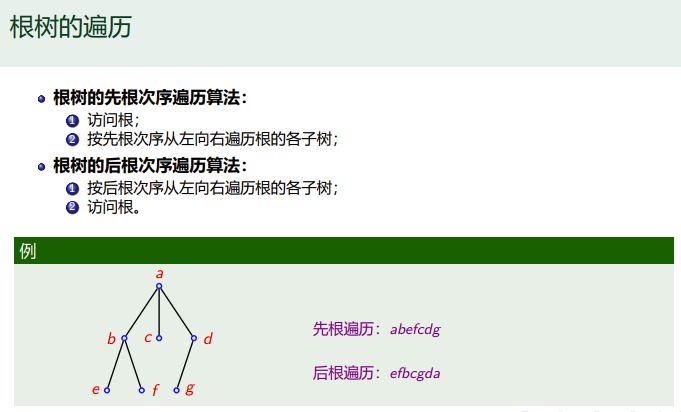 根树的遍历
根树的先根次序遍历算法：
1 访问根；
2 按先根次序从左向右遍历根的各子树；
根树的后根次序遍历算法：
1 按后根次序从左向右遍历根的各子树；
2 访问根。
例
a
b c d
e f g
先根遍历：abefcdg
后根遍历：efbcgda